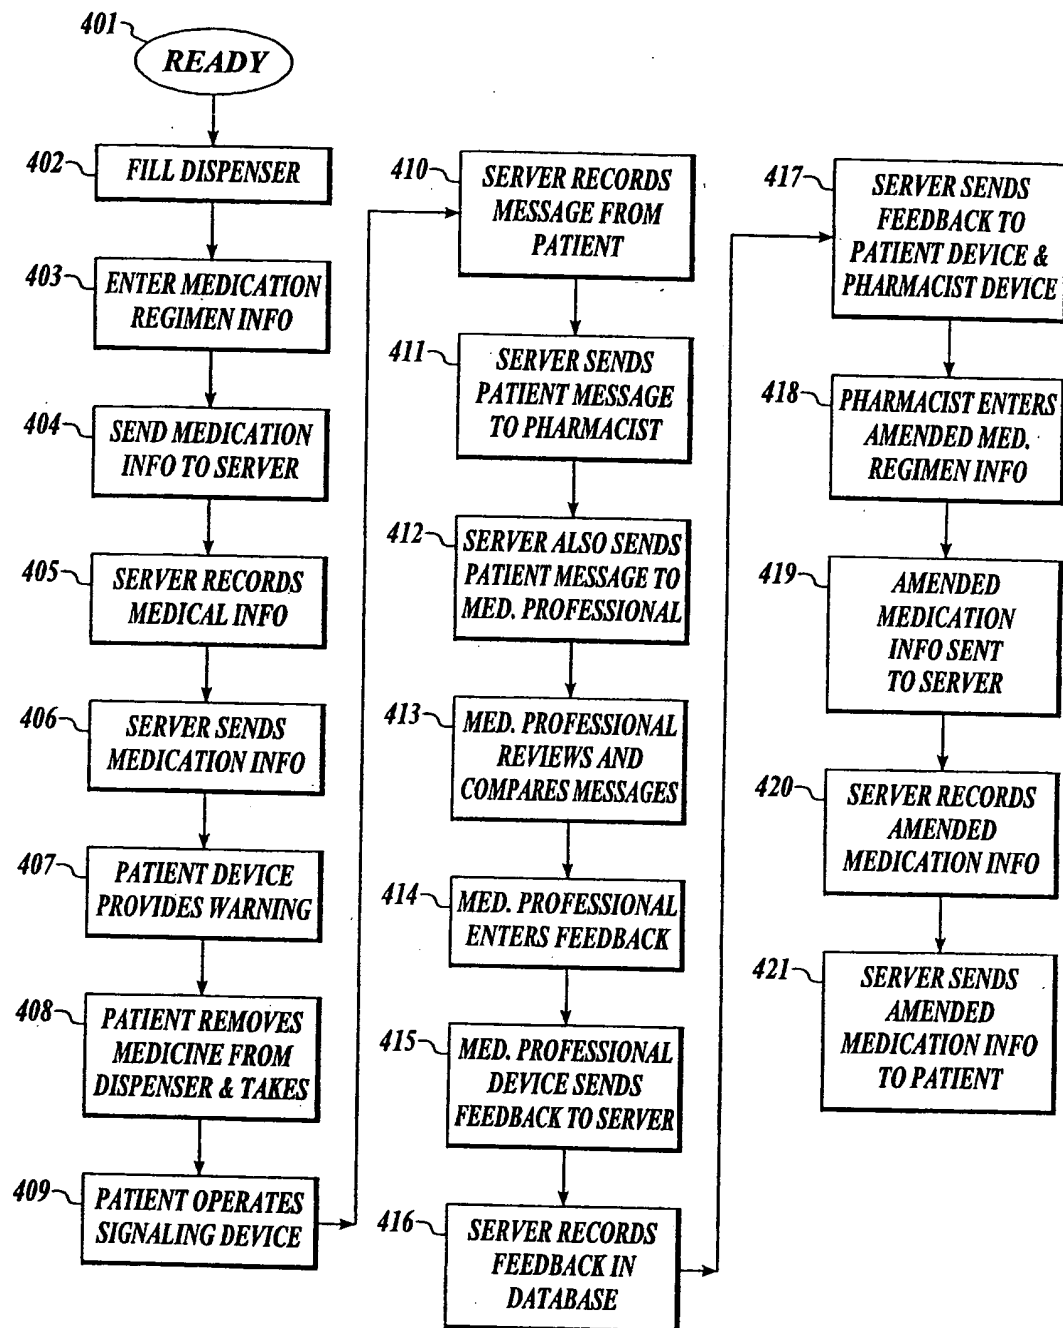 401
READY
402
FILL DISPENSER
403
ENTER MEDICATION
REGIMEN INFO
404
SEND MEDICATION
INFO TO SERVER
405
SERVER RECORDS
MEDICAL INFO
406
SERVER SENDS
MEDICATION INFO
407
PATIENT DEVICE
PROVIDES WARNING
408
PATIENT REMOVES
MEDICINE FROM
DISPENSER & TAKES
409
PATIENT OPERATES
SIGNALING DEVICE
410
SERVER RECORDS
MESSAGE FROM
PATIENT
411
SERVER SENDS
PATIENT MESSAGE
TO PHARMACIST
412
SERVER ALSO SENDS
PATIENT MESSAGE TO
MED. PROFESSIONAL
413
MED. PROFESSIONAL
REVIEWS AND
COMPARES MESSAGES
414
MED. PROFESSIONAL
ENTERS FEEDBACK
415
MED. PROFESSIONAL
DEVICE SENDS
FEEDBACK TO SERVER
416
SERVER RECORDS
FEEDBACK IN
DATABASE
417
SERVER SENDS
FEEDBACK TO
PATIENT DEVICE &
PHARMACIST DEVICE
418
PHARMACIST ENTERS
AMENDED MED.
REGIMEN INFO
419
AMENDED
MEDICATION
INFO SENT
TO SERVER
420
SERVER RECORDS
AMENDED
MEDICATION INFO
421
SERVER SENDS
AMENDED
MEDICATION INFO
TO PATIENT